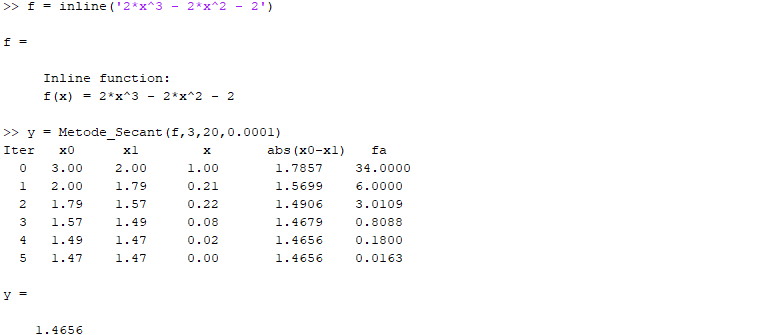 >> f = inline('2*x^3 - 2*x^2 - 2')
f =
Inline function:
f(x) = 2*x^3 - 2*x^2 - 2
>> y = Metode_Secant(f,3,20,0.0001)
Iter x0 x1 x abs(x0-x1) fa
0 3.00 2.00 1.00 1.7857 34.0000
1 2.00 1.79 0.21 1.5699 6.0000
2 1.79 1.57 0.22 1.4906 3.0109
3 1.57 1.49 0.08 1.4679 0.8088
4 1.49 1.47 0.02 1.4656 0.1800
5 1.47 1.47 0.00 1.4656 0.0163
y =
1.4656